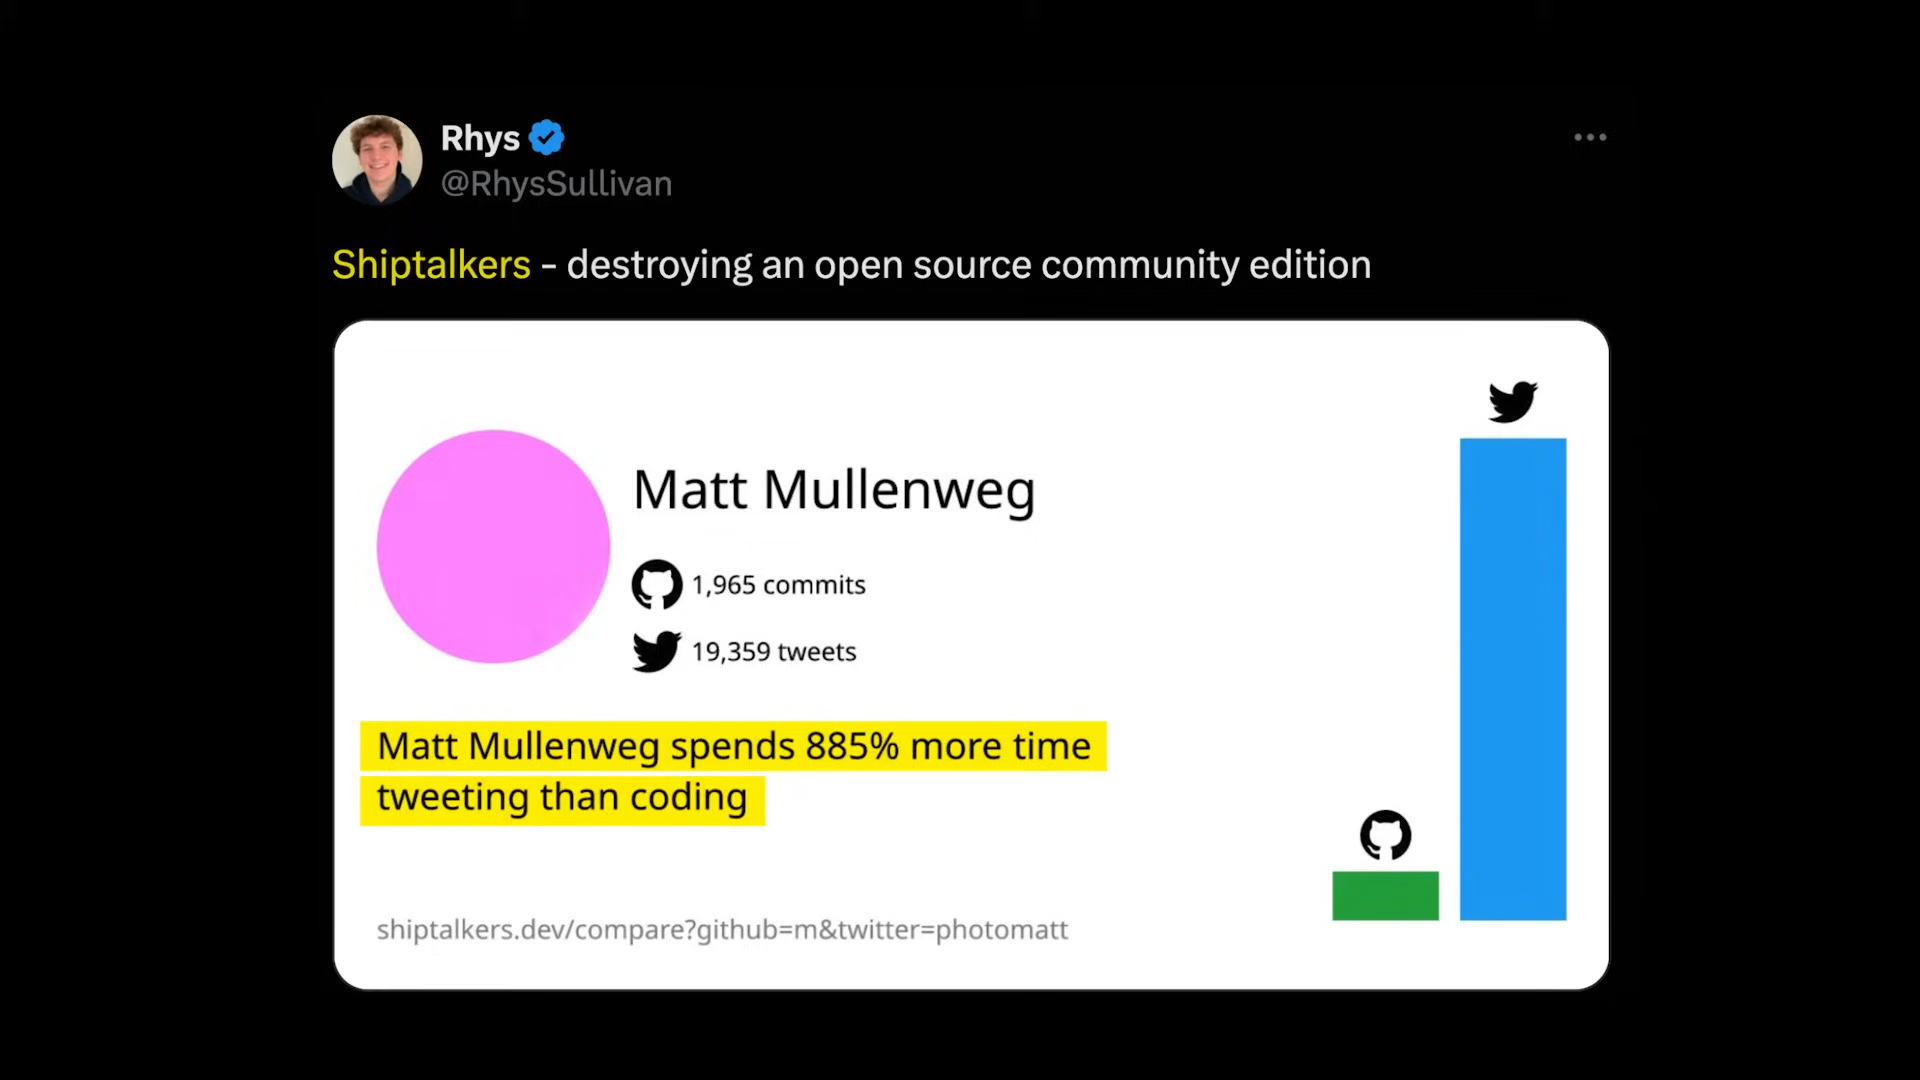 Rhys
@RhysSullivan
Shiptalkers - destroying an open source community edition
Matt Mullenweg
1,965 commits
19,359 tweets
Matt Mullenweg spends 885% more time
tweeting than coding
shiptalkers.dev/compare?github=m&twitter=photomatt